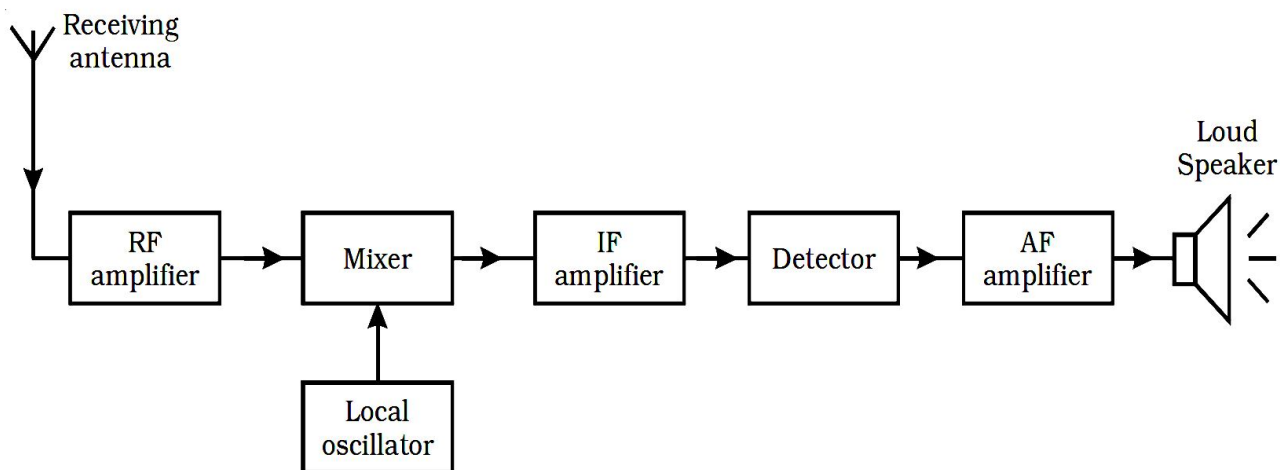 Receiving
antenna
Loud
Speaker
RF
amplifier
Mixer
IF
amplifier
Detector
AF
amplifier
Local
oscillator